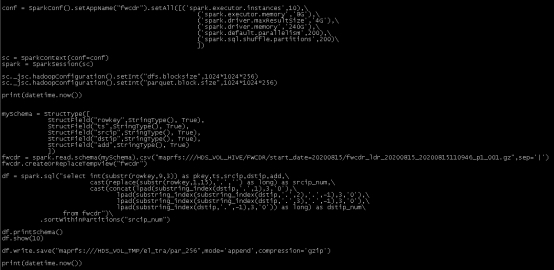 conf = SparkConf().setAppName("fwcdr").setAll([('spark.executor.instances',10),\
('spark.executor.memory','8G'),\
('spark.driver.maxResultSize','4G'),\
('spark.driver.memory','240G'),\
('spark.default.parallelism',200),\
('spark.sql.shuffle.partitions',200)\
])
sc = SparkContext(conf=conf)
spark = SparkSession(sc)
sc._jsc.hadoopConfiguration().setInt("dfs.blocksize",1024*1024*256)
sc._jsc.hadoopConfiguration().setInt("parquet.block.size",1024*1024*256)
print(datetime.now())
mySchema = StructType([
StructField("rowkey",StringType(), True),
StructField("ts",StringType(), True),
StructField("srcip",StringType(), True),
StructField("dstip",StringType(), True),
StructField("add",StringType(), True)
])
fwcdr = spark.read.schema(mySchema).csv("maprfs:///HDS_VOL_HIVE/FWCDR/start_date=20200815/fwcdr_ldr_20200815_20200815110946_p1_001.gz",sep='|')
fwcdr.createOrReplaceTempView("fwcdr")
df = spark.sql("select int(substr(rowkey,9,3)) as pkey,ts,srcip,dstip,add,\
cast(replace(substr(rowkey,1,15),'.','') as long) as srcip_num,\
cast(concat(lpad(substring_index(dstip,'.',1),3,'0'),\
lpad(substring_index(substring_index(dstip,'.',2),'.',-1),3,'0'),\
lpad(substring_index(substring_index(dstip,'.',3),'.',-1),3,'0'),\
lpad(substring_index(dstip,'.',-1),3,'0')) as long) as dstip_num\
from fwcdr")\
.sortWithinPartitions("srcip_num")
df.printSchema()
df.show(10)
df.write.save("maprfs:///HDS_VOL_TMP/el_tra/par_256",mode='append',compression='gzip')
print(datetime.now())